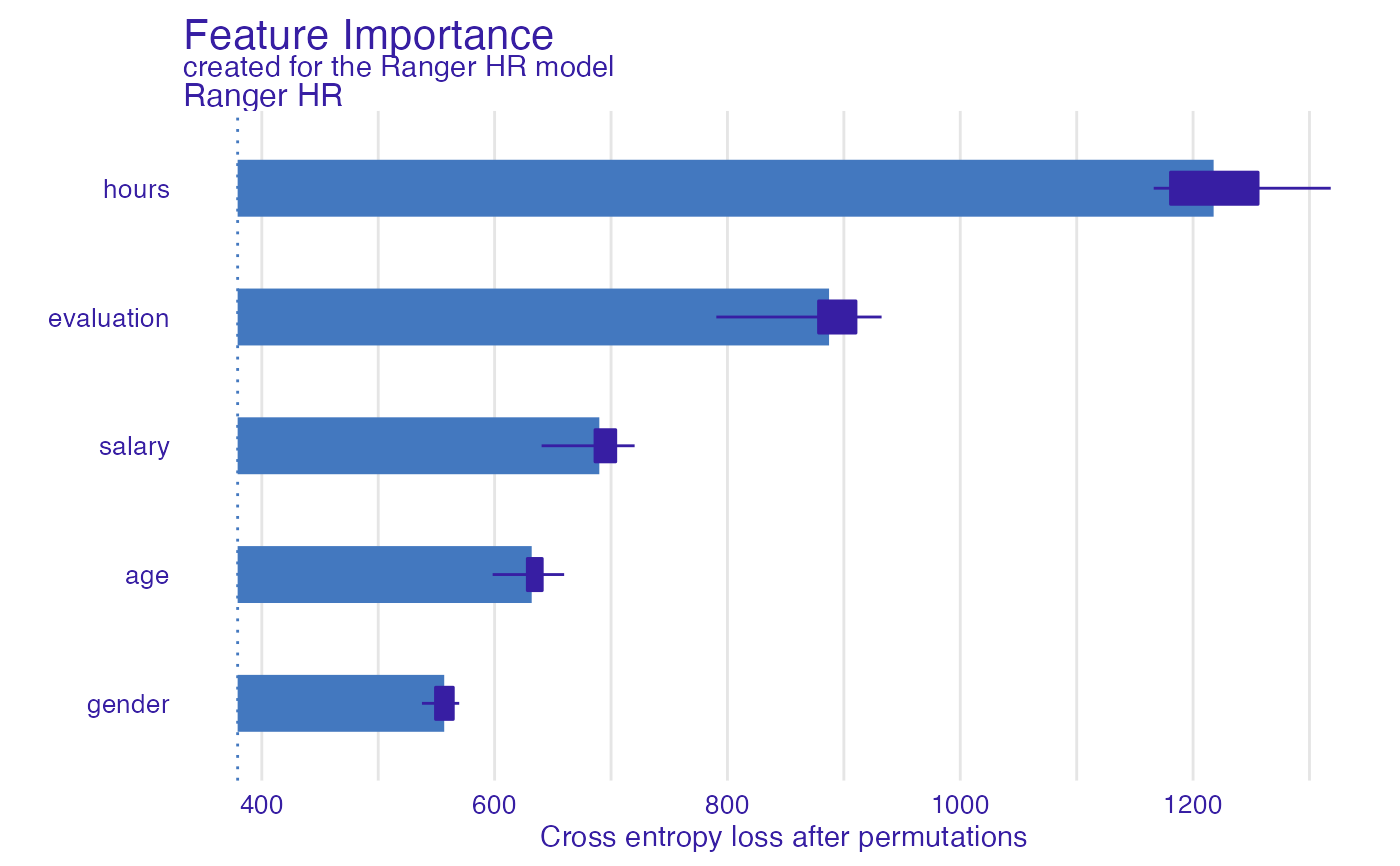 Feature Importance
created for the Ranger HR model
Ranger HR
hours
evaluation
salary
age
gender
400 600 800 1000 1200
Cross entropy loss after permutations